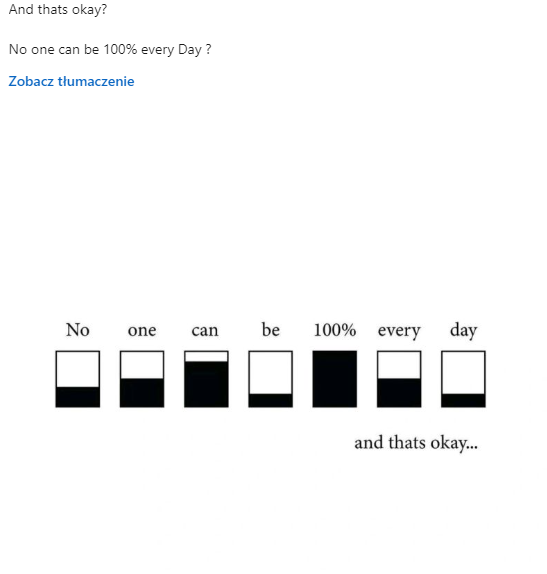 And thats okay?
No one can be 100% every Day ?
Zobacz tłumaczenie
No one can be 100% every day
and thats okay...